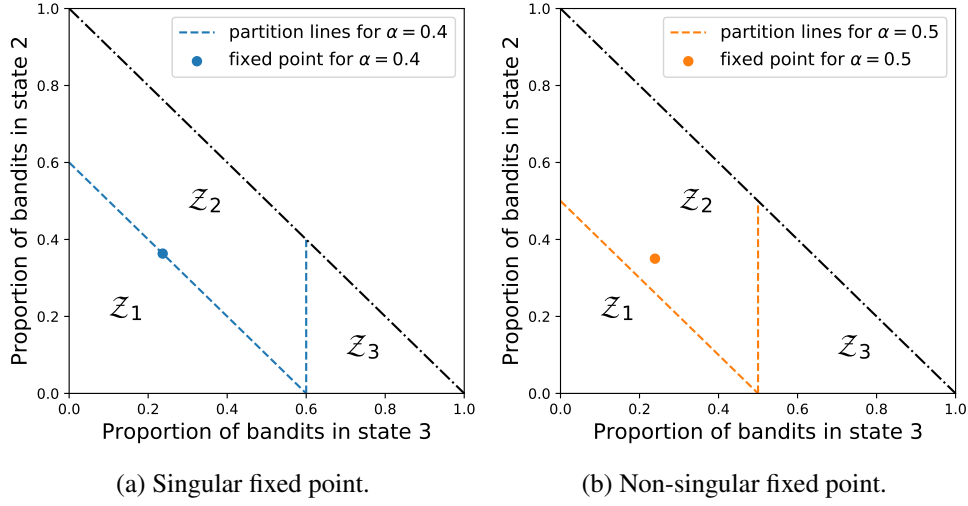 partition lines for α = 0.4
fixed point for α = 0.4
Proportion of bandits in state 2
1.0
0.8
0.6
0.4
0.2
0.0
𝒵₂
𝒵₁
𝒵₃
0.0 0.2 0.4 0.6 0.8 1.0
Proportion of bandits in state 3
(a) Singular fixed point.
partition lines for α = 0.5
fixed point for α = 0.5
Proportion of bandits in state 2
1.0
0.8
0.6
0.4
0.2
0.0
𝒵₂
𝒵₁
𝒵₃
0.0 0.2 0.4 0.6 0.8 1.0
Proportion of bandits in state 3
(b) Non-singular fixed point.